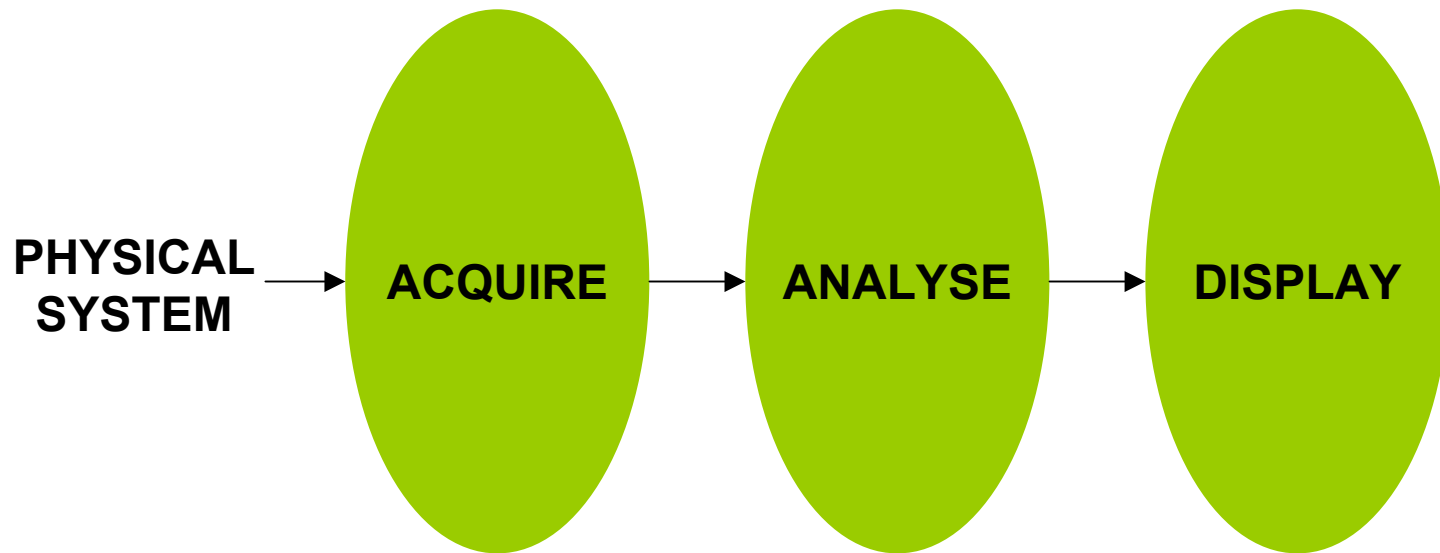 PHYSICAL
SYSTEM
ACQUIRE
ANALYSE
DISPLAY